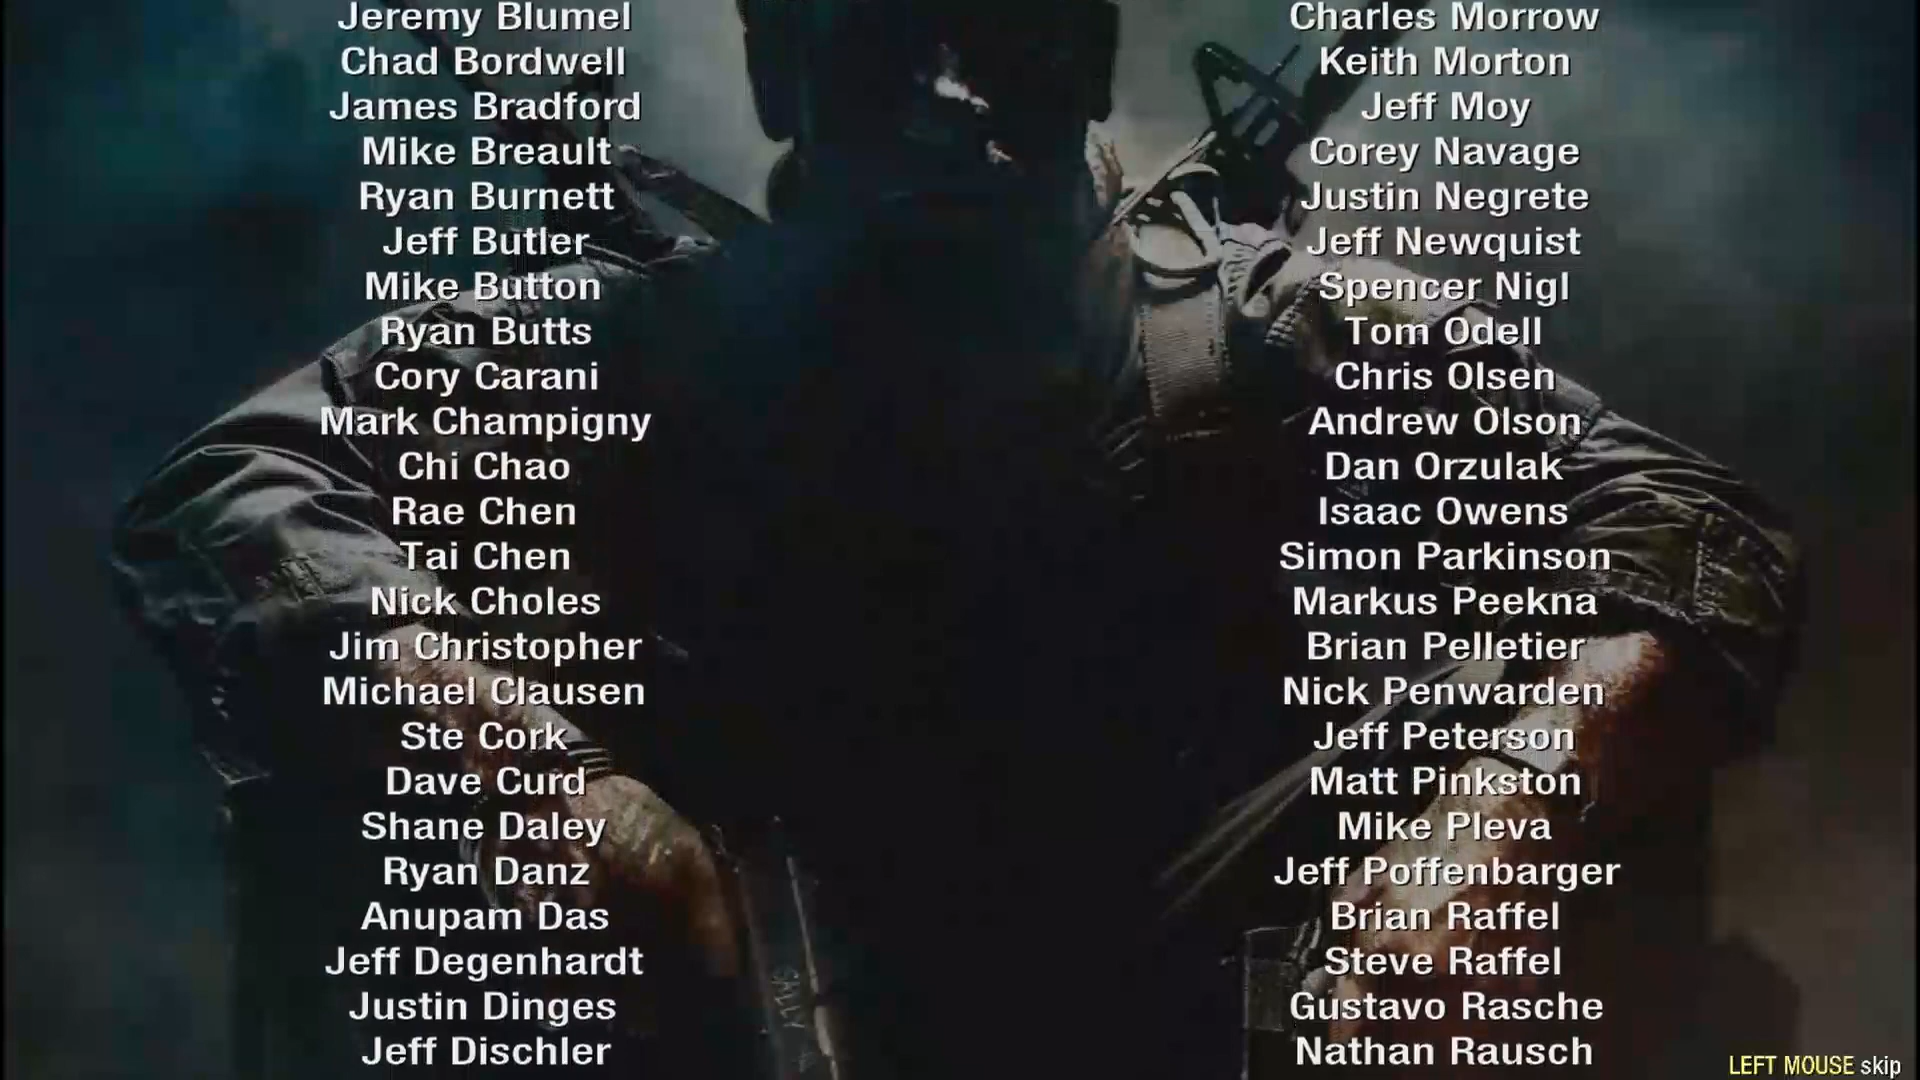 Jeremy Blumel
Chad Bordwell
James Bradford
Mike Breault
Ryan Burnett
Jeff Butler
Mike Button
Ryan Butts
Cory Carani
Mark Champigny
Chi Chao
Rae Chen
Tai Chen
Nick Choles
Jim Christopher
Michael Clausen
Ste Cork
Dave Curd
Shane Daley
Ryan Danz
Anupam Das
Jeff Degenhardt
Justin Dinges
Jeff Dischler
Charles Morrow
Keith Morton
Jeff Moy
Corey Navage
Justin Negrete
Jeff Newquist
Spencer Nigl
Tom Odell
Chris Olsen
Andrew Olson
Dan Orzulak
Isaac Owens
Simon Parkinson
Markus Peekna
Brian Pelletier
Nick Penwarden
Jeff Peterson
Matt Pinkston
Mike Pleva
Jeff Poffenbarger
Brian Raffel
Steve Raffel
Gustavo Rasche
Nathan Rausch
SALLY
LEFT MOUSE skip